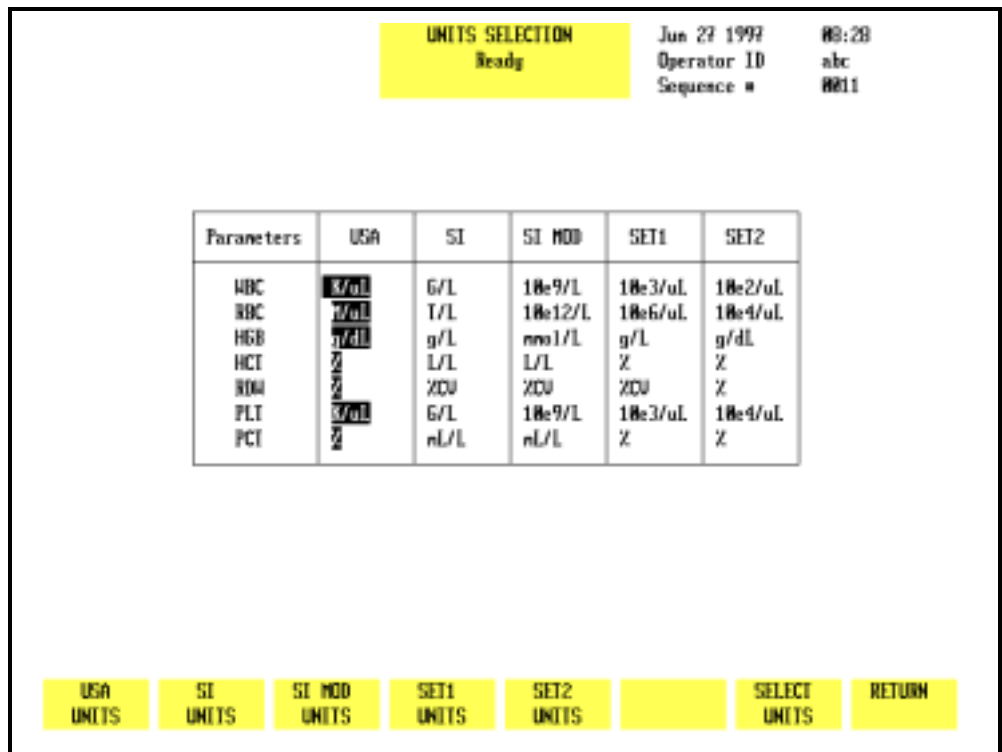 UNITS SELECTION
Ready
Jun 27 1997 08:28
Operator ID abc
Sequence # 0011
Parameters USA SI SI MOD SET1 SET2
WBC K/uL G/L 10e9/L 10e3/uL 10e2/uL
RBC M/uL T/L 10e12/L 10e6/uL 10e4/uL
HGB g/dL g/L mmol/L g/L g/dL
HCT % L/L L/L % %
RDW % %CV %CV %CV %
PLT K/uL G/L 10e9/L 10e3/uL 10e4/uL
PCT % mL/L mL/L % %
USA UNITS
SI UNITS
SI MOD UNITS
SET1 UNITS
SET2 UNITS
SELECT UNITS
RETURN